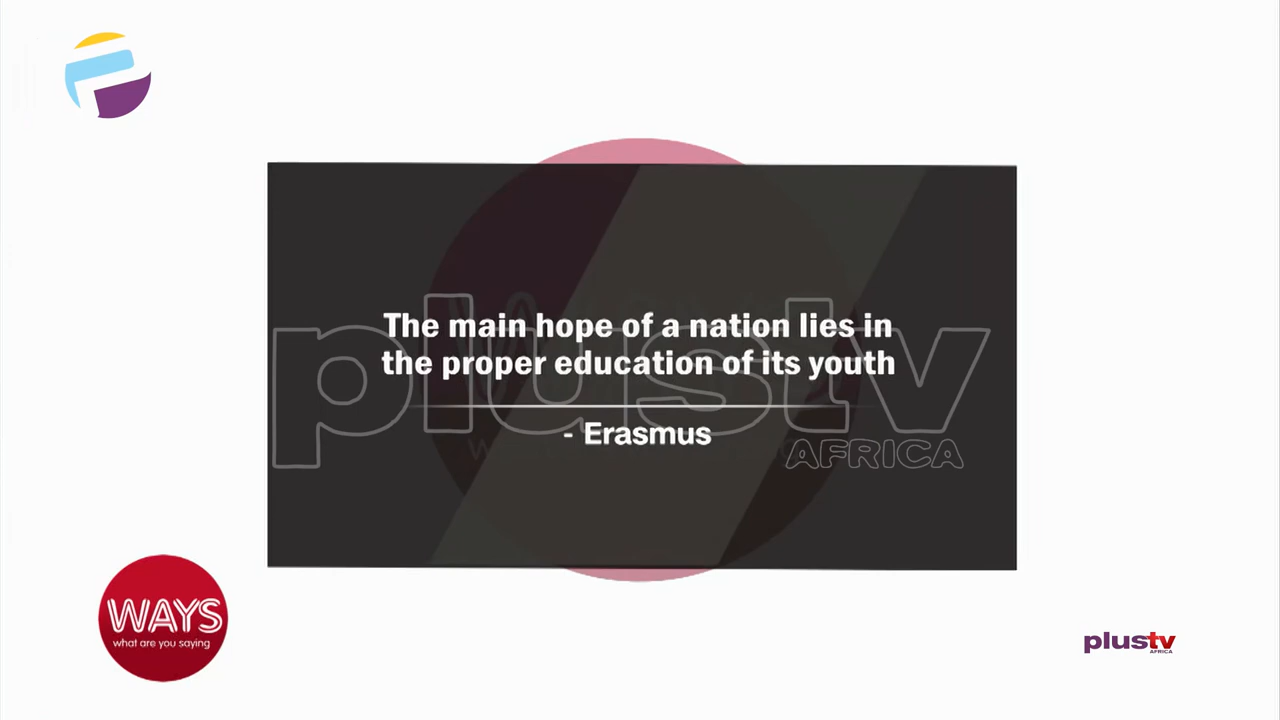 The main hope of a nation lies in
the proper education of its youth
- Erasmus
plustv
AFRICA
WAYS
what are you saying
plustv
AFRICA